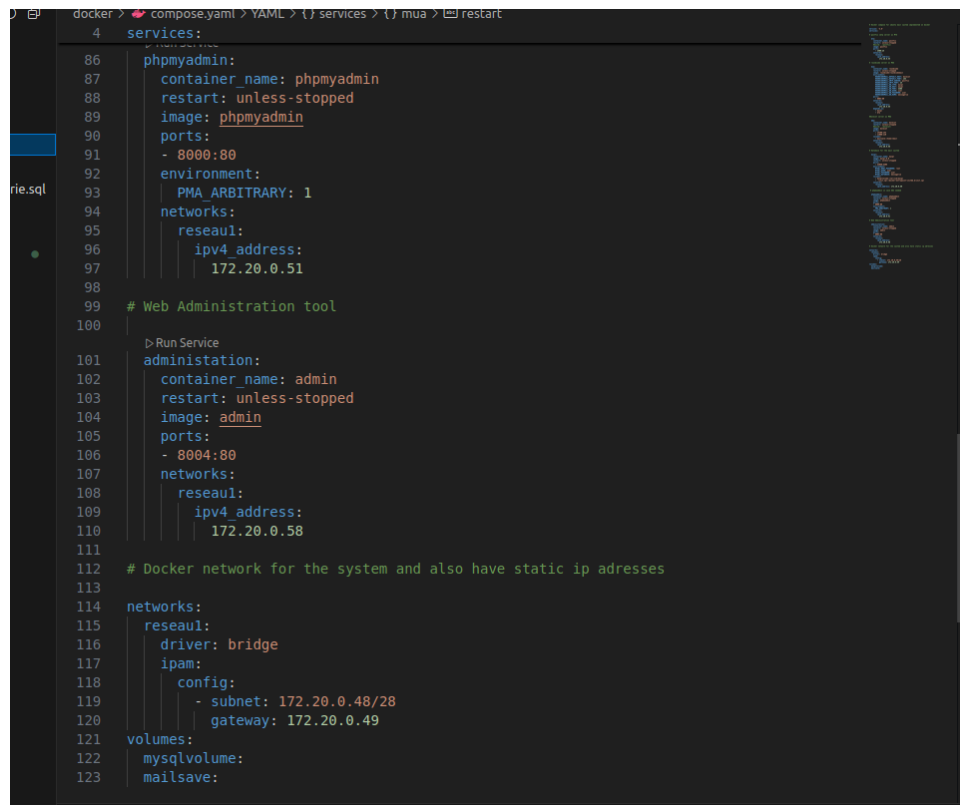 docker > compose.yaml > YAML > {} services > {} mua > abc restart
4 services:
Run Service
86 phpmyadmin:
87 container_name: phpmyadmin
88 restart: unless-stopped
89 image: phpmyadmin
90 ports:
91 - 8000:80
92 environment:
93 PMA_ARBITRARY: 1
94 networks:
95 reseau1:
96 ipv4_address:
97 172.20.0.51
98
99 # Web Administration tool
100
Run Service
101 administation:
102 container_name: admin
103 restart: unless-stopped
104 image: admin
105 ports:
106 - 8004:80
107 networks:
108 reseau1:
109 ipv4_address:
110 172.20.0.58
111
112 # Docker network for the system and also have static ip adresses
113
114 networks:
115 reseau1:
116 driver: bridge
117 ipam:
118 config:
119 - subnet: 172.20.0.48/28
120 gateway: 172.20.0.49
121 volumes:
122 mysqlvolume:
123 mailsave:
rie.sql